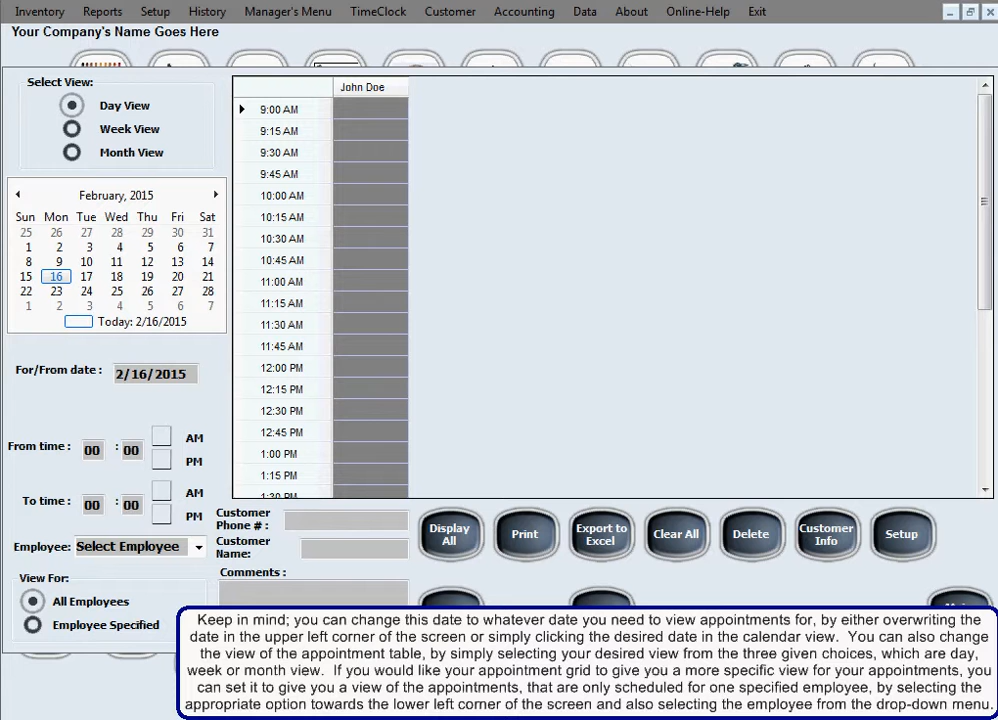 Inventory Reports Setup History Manager's Menu TimeClock Customer Accounting Data About Online-Help Exit
Your Company's Name Goes Here
Select View:
Day View
Week View
Month View
February, 2015
Sun Mon Tue Wed Thu Fri Sat
25 26 27 28 29 30 31
1 2 3 4 5 6 7
8 9 10 11 12 13 14
15 16 17 18 19 20 21
22 23 24 25 26 27 28
1 2 3 4 5 6 7
Today: 2/16/2015
For/From date : 2/16/2015
From time : 00 : 00 AM
PM
To time : 00 : 00 AM
PM
Employee: Select Employee
View For:
All Employees
Employee Specified
John Doe
9:00 AM
9:15 AM
9:30 AM
9:45 AM
10:00 AM
10:15 AM
10:30 AM
10:45 AM
11:00 AM
11:15 AM
11:30 AM
11:45 AM
12:00 PM
12:15 PM
12:30 PM
12:45 PM
1:00 PM
1:15 PM
1:30 PM
Customer
Phone # :
Customer
Name:
Comments :
Display
All
Print
Export to
Excel
Clear All
Delete
Customer
Info
Setup
Keep in mind; you can change this date to whatever date you need to view appointments for, by either overwriting the
date in the upper left corner of the screen or simply clicking the desired date in the calendar view. You can also change
the view of the appointment table, by simply selecting your desired view from the three given choices, which are day,
week or month view. If you would like your appointment grid to give you a more specific view for your appointments, you
can set it to give you a view of the appointments, that are only scheduled for one specified employee, by selecting the
appropriate option towards the lower left corner of the screen and also selecting the employee from the drop-down menu.